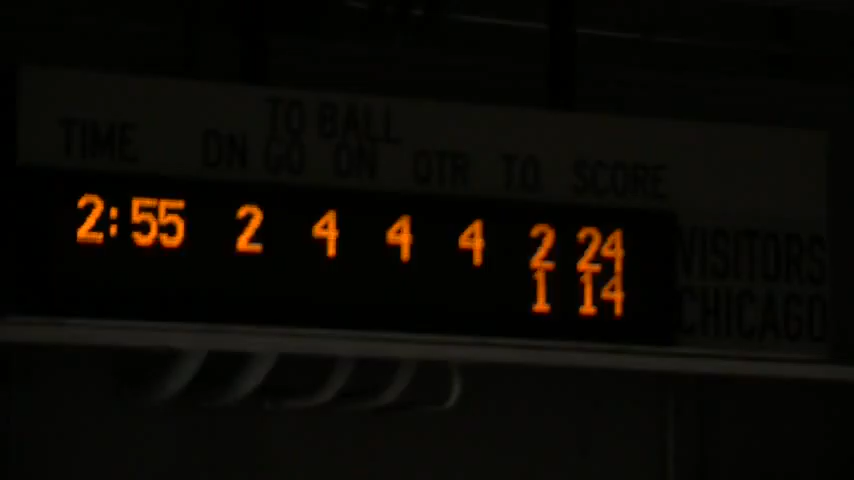 TO BALL
TIME DN GO ON QTR T.O. SCORE
2:55 2 4 4 4 2 24 VISITORS
1 14 CHICAGO